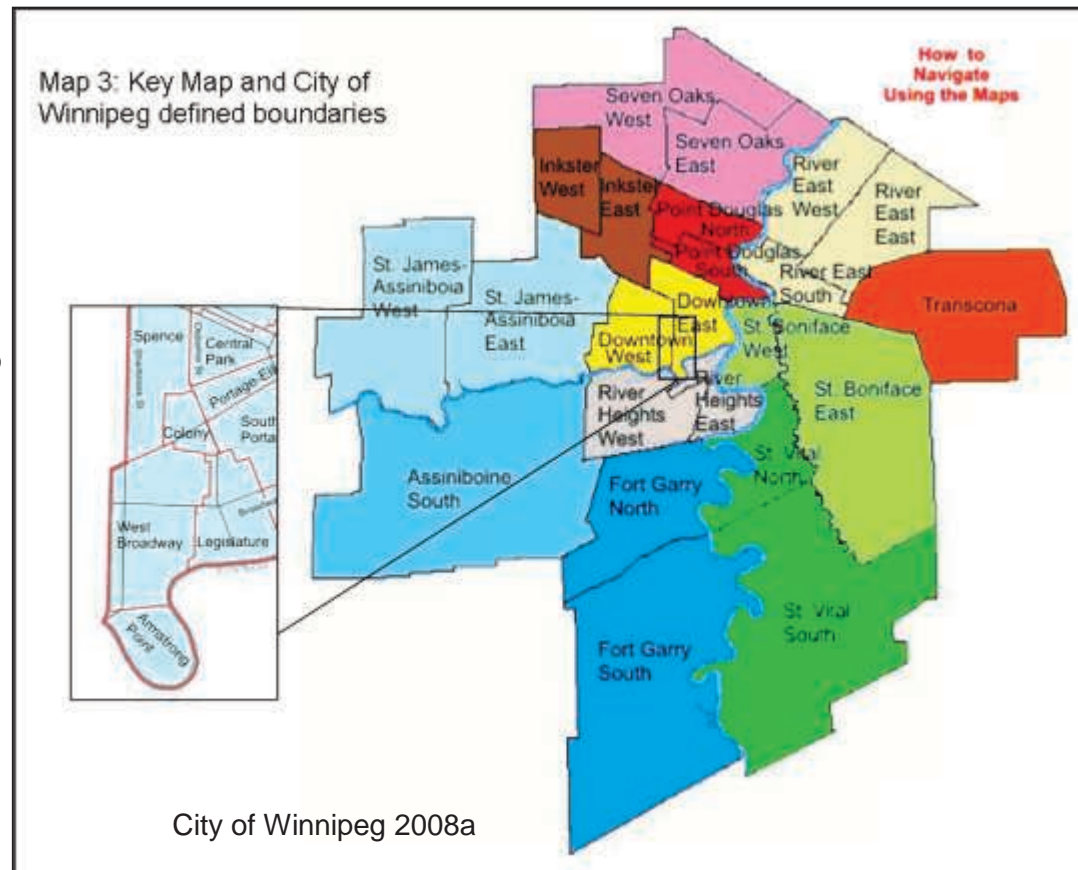 Map 3: Key Map and City of
Winnipeg defined boundaries
How to
Navigate
Using the Maps
Seven Oaks
West
Seven Oaks
East
Inkster
West
Inkster
East
Point Douglas
North
Point Douglas
South
River
East
West
River
East
East
River East
South
Transcona
St. James-
Assiniboia
West
St. James-
Assiniboia
East
Downtown
East
Downtown
West
St. Boniface
West
St. Boniface
East
River
Heights
West
River
Heights
East
Assiniboine
South
Fort Garry
North
St. Vital
North
St. Vital
South
Fort Garry
South
Spence
Central
Park
Portage-Elli
Colony
South
Porta
West
Broadway
Legislature
Armstrong
Point
City of Winnipeg 2008a